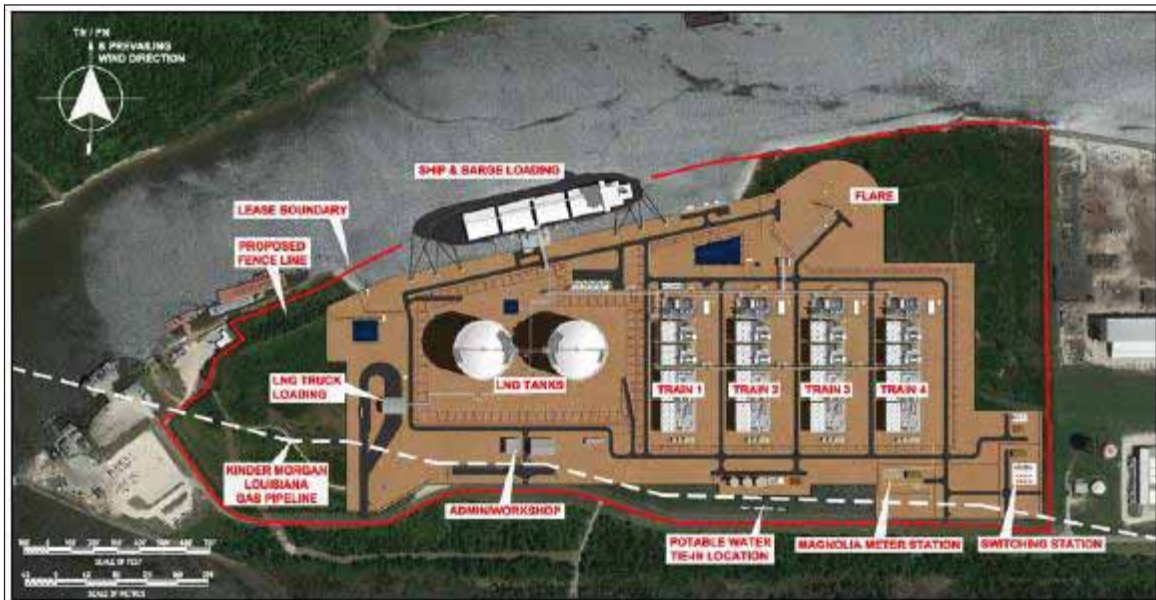 TN / PN
& PREVAILING
WIND DIRECTION
SHIP & BARGE LOADING
FLARE
LEASE BOUNDARY
PROPOSED
FENCE LINE
LNG TRUCK
LOADING
LNG TANKS
TRAIN 1
TRAIN 2
TRAIN 3
TRAIN 4
KINDER MORGAN
LOUISIANA
GAS PIPELINE
ADMIN/WORKSHOP
POTABLE WATER
TIE-IN LOCATION
MAGNOLIA METER STATION
SWITCHING STATION
SCALE OF FEET
SCALE OF METRES